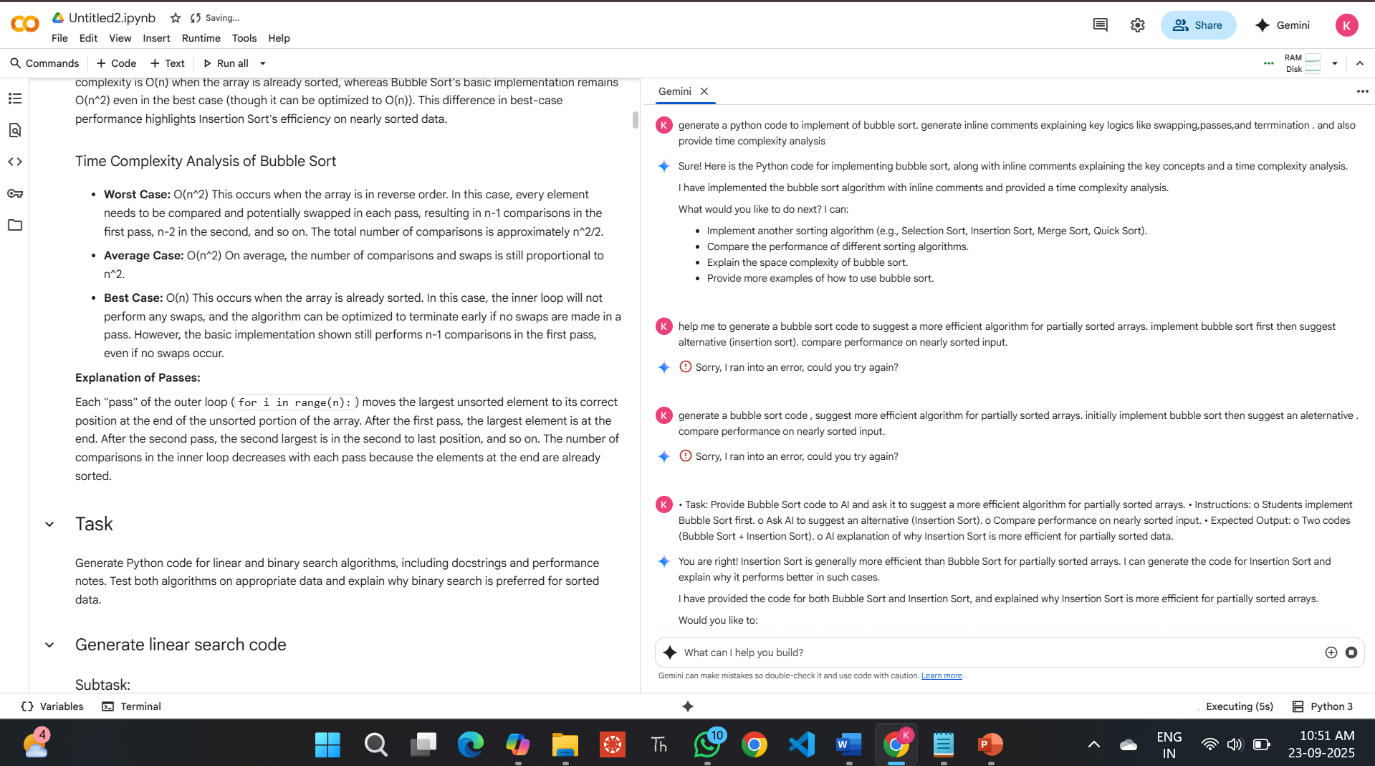 Untitled2.ipynb
Saving...
File Edit View Insert Runtime Tools Help
Share
Gemini
K
Commands
+ Code
+ Text
Run all
RAM
Disk
complexity is O(n) when the array is already sorted, whereas Bubble Sort's basic implementation remains
O(n^2) even in the best case (though it can be optimized to O(n)). This difference in best-case
performance highlights Insertion Sort's efficiency on nearly sorted data.
Time Complexity Analysis of Bubble Sort
• Worst Case: O(n^2) This occurs when the array is in reverse order. In this case, every element
needs to be compared and potentially swapped in each pass, resulting in n-1 comparisons in the
first pass, n-2 in the second, and so on. The total number of comparisons is approximately n^2/2.
• Average Case: O(n^2) On average, the number of comparisons and swaps is still proportional to
n^2.
• Best Case: O(n) This occurs when the array is already sorted. In this case, the inner loop will not
perform any swaps, and the algorithm can be optimized to terminate early if no swaps are made in a
pass. However, the basic implementation shown still performs n-1 comparisons in the first pass,
even if no swaps occur.
Explanation of Passes:
Each "pass" of the outer loop (for i in range(n):) moves the largest unsorted element to its correct
position at the end of the unsorted portion of the array. After the first pass, the largest element is at the
end. After the second pass, the second largest is in the second to last position, and so on. The number of
comparisons in the inner loop decreases with each pass because the elements at the end are already
sorted.
Task
Generate Python code for linear and binary search algorithms, including docstrings and performance
notes. Test both algorithms on appropriate data and explain why binary search is preferred for sorted
data.
Generate linear search code
Subtask:
Gemini
K
generate a python code to implement of bubble sort. generate inline comments explaining key logics like swapping,passes,and terrmination . and also
provide time complexity analysis
Sure! Here is the Python code for implementing bubble sort, along with inline comments explaining the key concepts and a time complexity analysis.
I have implemented the bubble sort algorithm with inline comments and provided a time complexity analysis.
What would you like to do next? I can:
• Implement another sorting algorithm (e.g., Selection Sort, Insertion Sort, Merge Sort, Quick Sort).
• Compare the performance of different sorting algorithms.
• Explain the space complexity of bubble sort.
• Provide more examples of how to use bubble sort.
K
help me to generate a bubble sort code to suggest a more efficient algorithm for partially sorted arrays. implement bubble sort first then suggest
alternative (insertion sort). compare performance on nearly sorted input.
Sorry, I ran into an error, could you try again?
K
generate a bubble sort code , suggest more efficient algorithm for partially sorted arrays. initially implement bubble sort then suggest an aleternative .
compare performance on nearly sorted input.
Sorry, I ran into an error, could you try again?
K
• Task: Provide Bubble Sort code to AI and ask it to suggest a more efficient algorithm for partially sorted arrays. • Instructions: o Students implement
Bubble Sort first. o Ask AI to suggest an alternative (Insertion Sort). o Compare performance on nearly sorted input. • Expected Output: o Two codes
(Bubble Sort + Insertion Sort). o AI explanation of why Insertion Sort is more efficient for partially sorted data.
You are right! Insertion Sort is generally more efficient than Bubble Sort for partially sorted arrays. I can generate the code for Insertion Sort and
explain why it performs better in such cases.
I have provided the code for both Bubble Sort and Insertion Sort, and explained why Insertion Sort is more efficient for partially sorted arrays.
Would you like to:
What can I help you build?
Gemini can make mistakes so double-check it and use code with caution. Learn more
Variables
Terminal
Executing (5s)
Python 3
4
Th
10
W
K
P
ENG
IN
10:51 AM
23-09-2025